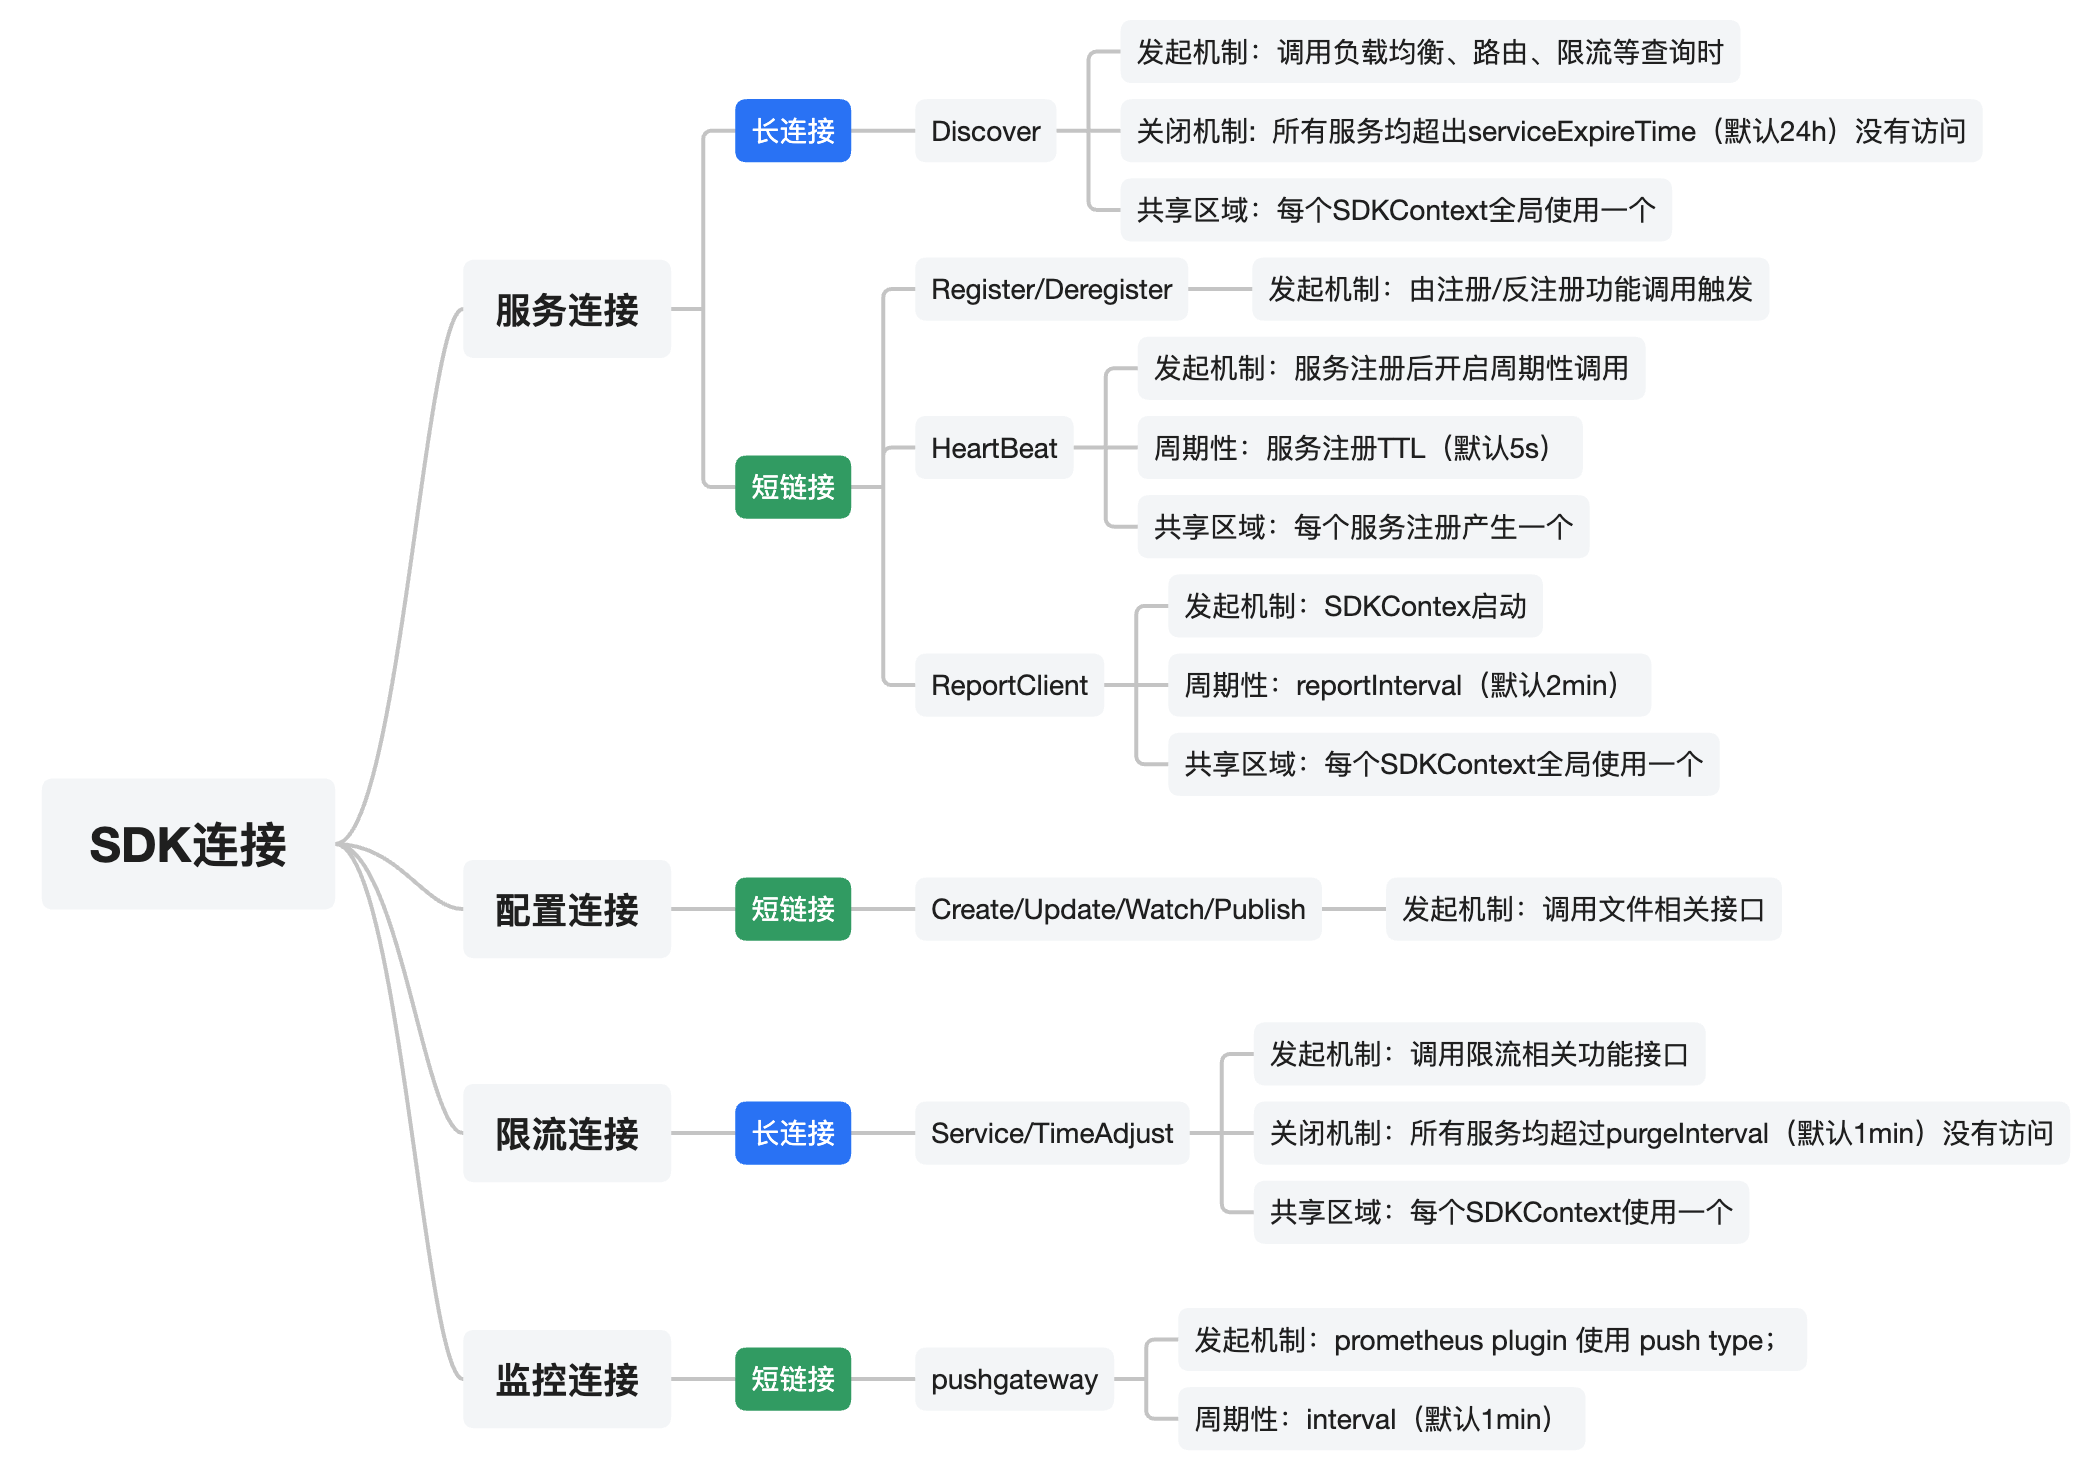 SDK连接
服务连接
长连接
Discover
发起机制：调用负载均衡、路由、限流等查询时
关闭机制：所有服务均超出serviceExpireTime（默认24h）没有访问
共享区域：每个SDKContext全局使用一个
短链接
Register/Deregister
发起机制：由注册/反注册功能调用触发
HeartBeat
发起机制：服务注册后开启周期性调用
周期性：服务注册TTL（默认5s）
共享区域：每个服务注册产生一个
ReportClient
发起机制：SDKContex启动
周期性：reportInterval（默认2min）
共享区域：每个SDKContext全局使用一个
配置连接
短链接
Create/Update/Watch/Publish
发起机制：调用文件相关接口
限流连接
长连接
Service/TimeAdjust
发起机制：调用限流相关功能接口
关闭机制：所有服务均超过purgeInterval（默认1min）没有访问
共享区域：每个SDKContext使用一个
监控连接
短链接
pushgateway
发起机制：prometheus plugin 使用 push type；
周期性：interval（默认1min）